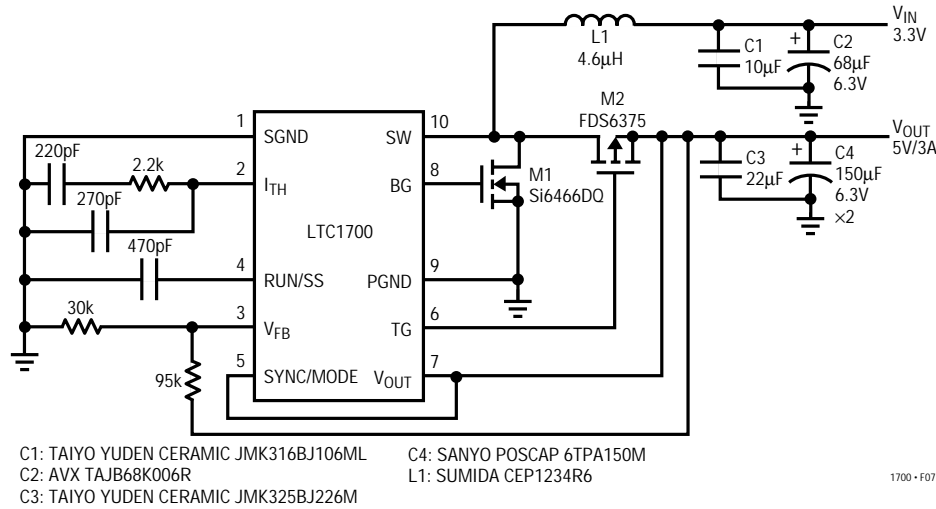 V_IN
3.3V
L1
4.6µH
C1
10µF
+
C2
68µF
6.3V
M2
FDS6375
V_OUT
5V/3A
1
SGND
SW
10
220pF
2.2k
2
I_TH
BG
8
M1
Si6466DQ
C3
22µF
+
C4
150µF
6.3V
×2
270pF
LTC1700
470pF
4
RUN/SS
PGND
9
30k
3
V_FB
TG
6
95k
5
SYNC/MODE
V_OUT
7
C1: TAIYO YUDEN CERAMIC JMK316BJ106ML
C2: AVX TAJB68K006R
C3: TAIYO YUDEN CERAMIC JMK325BJ226M
C4: SANYO POSCAP 6TPA150M
L1: SUMIDA CEP1234R6
1700 • F07